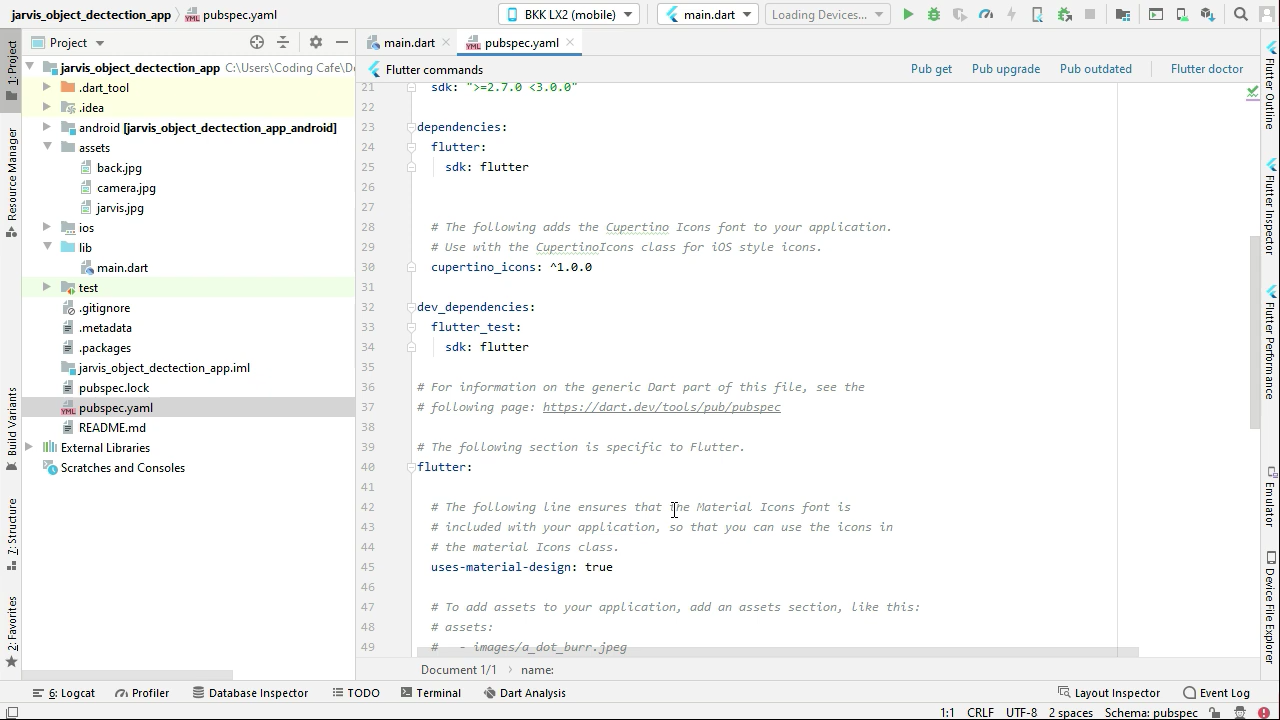 jarvis_object_dectection_app
pubspec.yaml
BKK LX2 (mobile)
main.dart
Loading Devices...
Project
main.dart
pubspec.yaml
jarvis_object_dectection_app C:\Users\Coding Cafe\De
.dart_tool
.idea
android [jarvis_object_dectection_app_android]
assets
back.jpg
camera.jpg
jarvis.jpg
ios
lib
main.dart
test
.gitignore
.metadata
.packages
jarvis_object_dectection_app.iml
pubspec.lock
pubspec.yaml
README.md
External Libraries
Scratches and Consoles
1: Project
Resource Manager
Build Variants
7: Structure
2: Favorites
Flutter commands
Pub get
Pub upgrade
Pub outdated
Flutter doctor
21 sdk: ">=2.7.0 <3.0.0"
22
23 dependencies:
24 flutter:
25 sdk: flutter
26
27
28 # The following adds the Cupertino Icons font to your application.
29 # Use with the CupertinoIcons class for iOS style icons.
30 cupertino_icons: ^1.0.0
31
32 dev_dependencies:
33 flutter_test:
34 sdk: flutter
35
36 # For information on the generic Dart part of this file, see the
37 # following page: https://dart.dev/tools/pub/pubspec
38
39 # The following section is specific to Flutter.
40 flutter:
41
42 # The following line ensures that the Material Icons font is
43 # included with your application, so that you can use the icons in
44 # the material Icons class.
45 uses-material-design: true
46
47 # To add assets to your application, add an assets section, like this:
48 # assets:
49 # - images/a_dot_burr.jpeg
Document 1/1
name:
Flutter Outline
Flutter Inspector
Flutter Performance
Emulator
Device File Explorer
6: Logcat
Profiler
Database Inspector
TODO
Terminal
Dart Analysis
Layout Inspector
Event Log
1:1 CRLF UTF-8 2 spaces Schema: pubspec